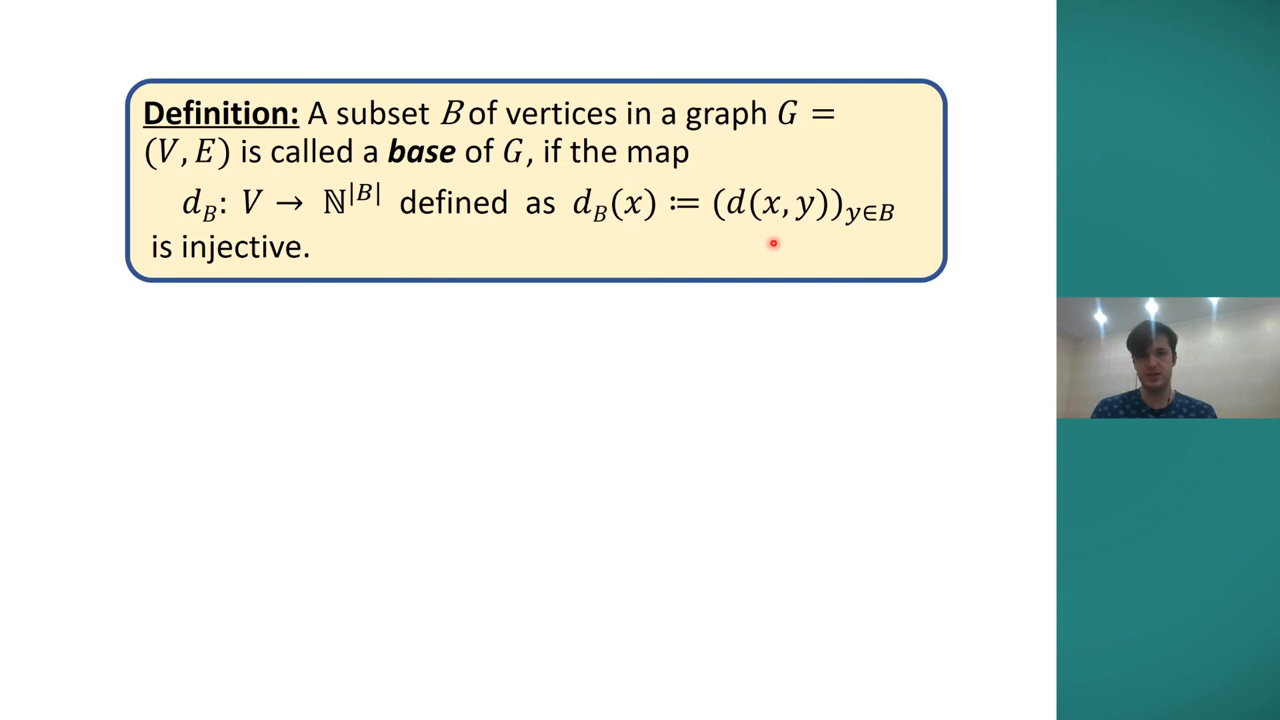 Definition: A subset B of vertices in a graph G =
(V, E) is called a base of G, if the map
d_B: V → ℕ^{|B|} defined as d_B(x) ≔ (d(x, y))_{y∈B}
is injective.